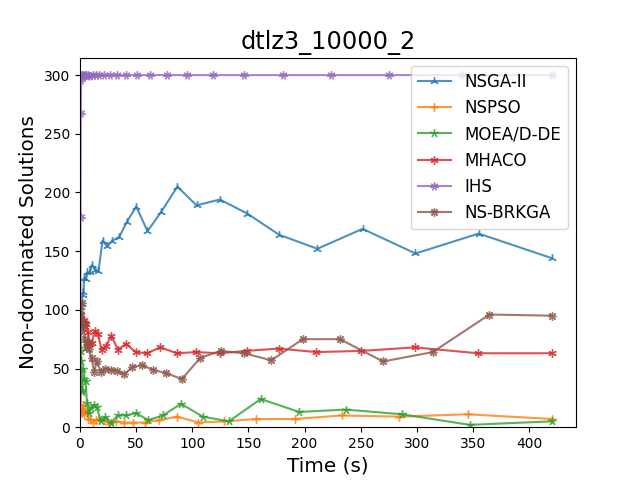 dtlz3_10000_2
Non-dominated Solutions
300
250
200
150
100
50
0
0 50 100 150 200 250 300 350 400
Time (s)
NSGA-II
NSPSO
MOEA/D-DE
MHACO
IHS
NS-BRKGA